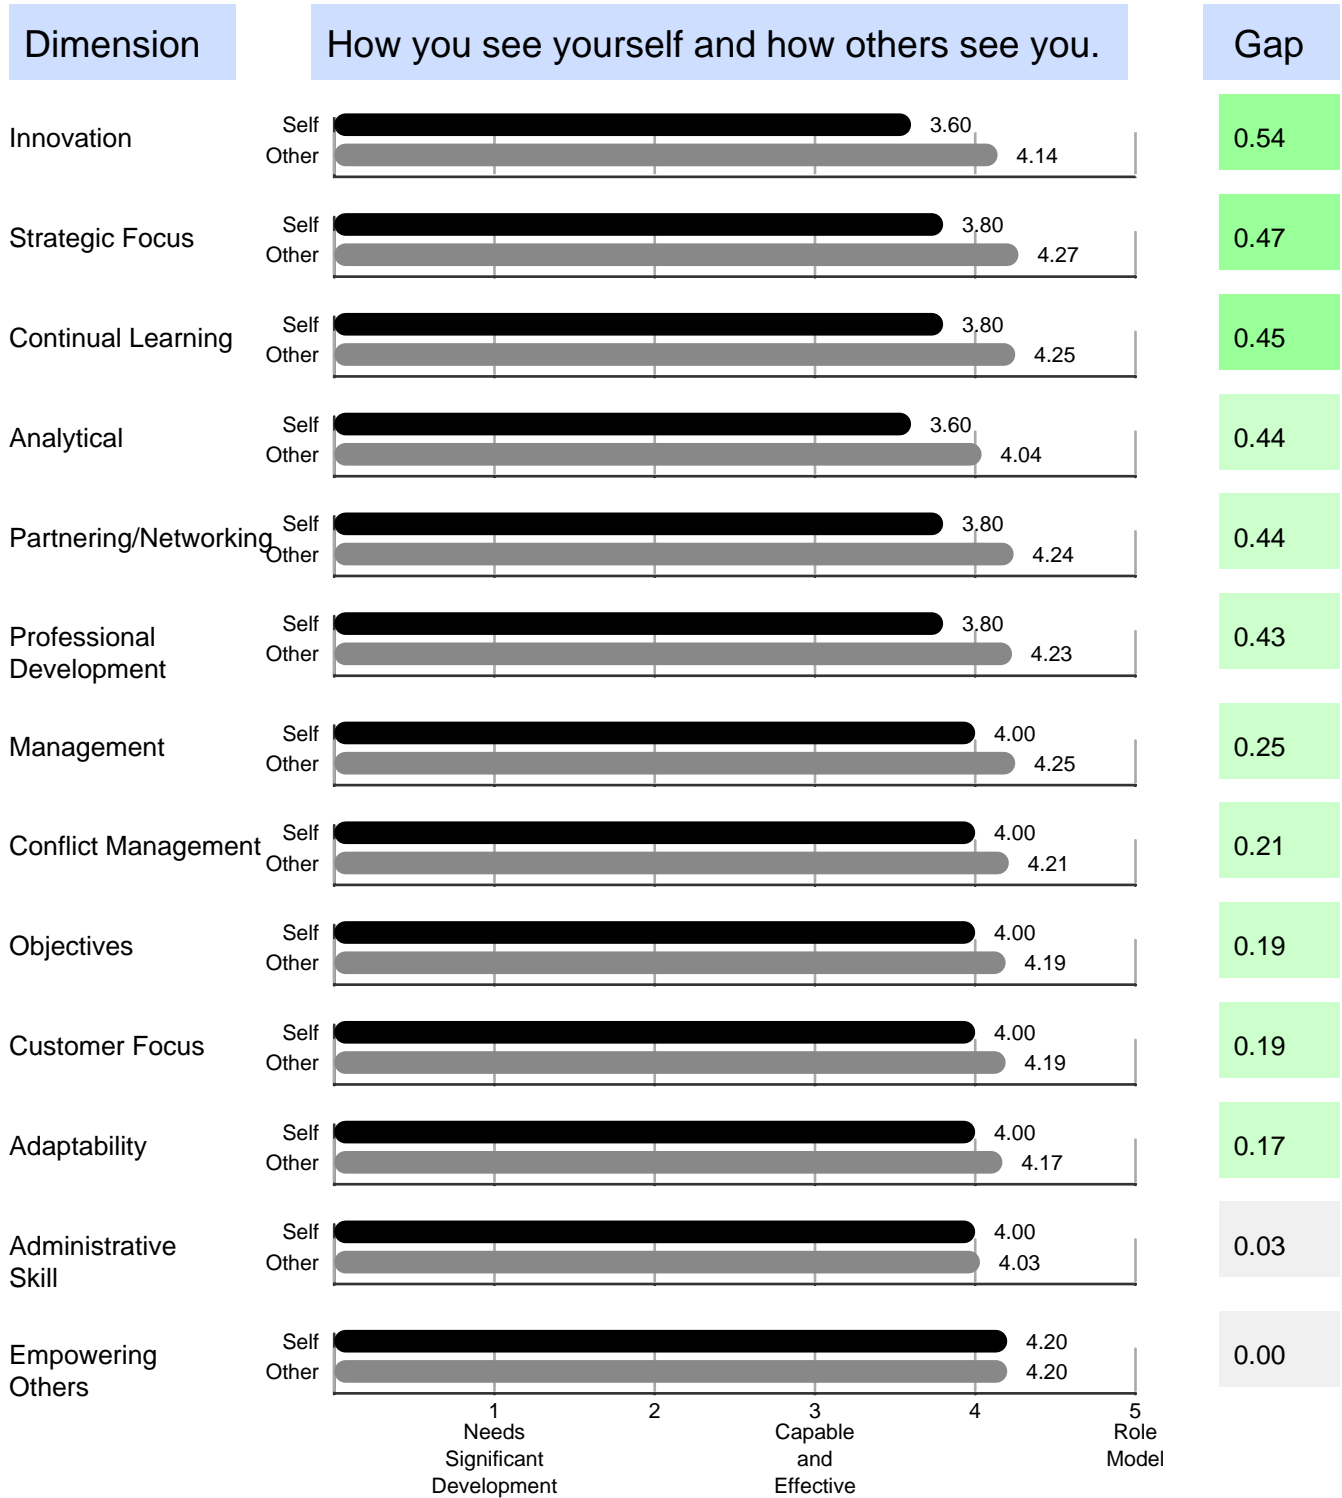 Dimension How you see yourself and how others see you. Gap
Innovation
Self 3.60
Other 4.14
0.54
Strategic Focus
Self 3.80
Other 4.27
0.47
Continual Learning
Self 3.80
Other 4.25
0.45
Analytical
Self 3.60
Other 4.04
0.44
Partnering/Networking
Self 3.80
Other 4.24
0.44
Professional
Development
Self 3.80
Other 4.23
0.43
Management
Self 4.00
Other 4.25
0.25
Conflict Management
Self 4.00
Other 4.21
0.21
Objectives
Self 4.00
Other 4.19
0.19
Customer Focus
Self 4.00
Other 4.19
0.19
Adaptability
Self 4.00
Other 4.17
0.17
Administrative
Skill
Self 4.00
Other 4.03
0.03
Empowering
Others
Self 4.20
Other 4.20
0.00
1 2 3 4 5
Needs
Significant
Development
Capable
and
Effective
Role
Model